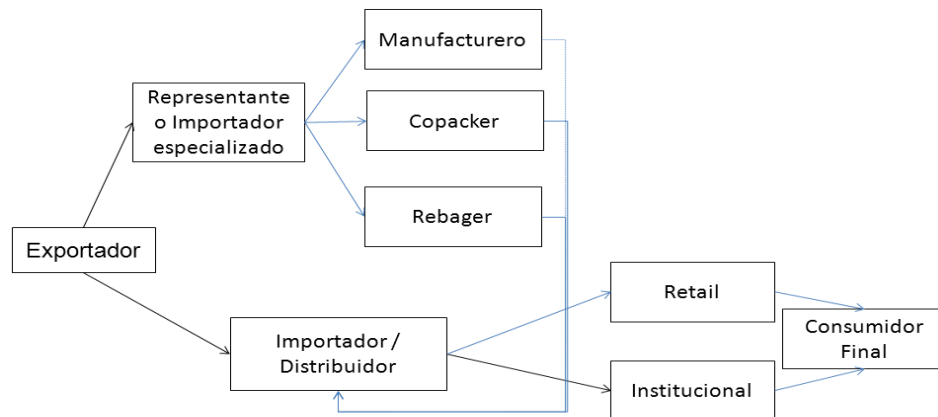 Manufacturero
Representante
o Importador
especializado
Copacker
Rebager
Exportador
Retail
Importador /
Distribuidor
Consumidor
Final
Institucional